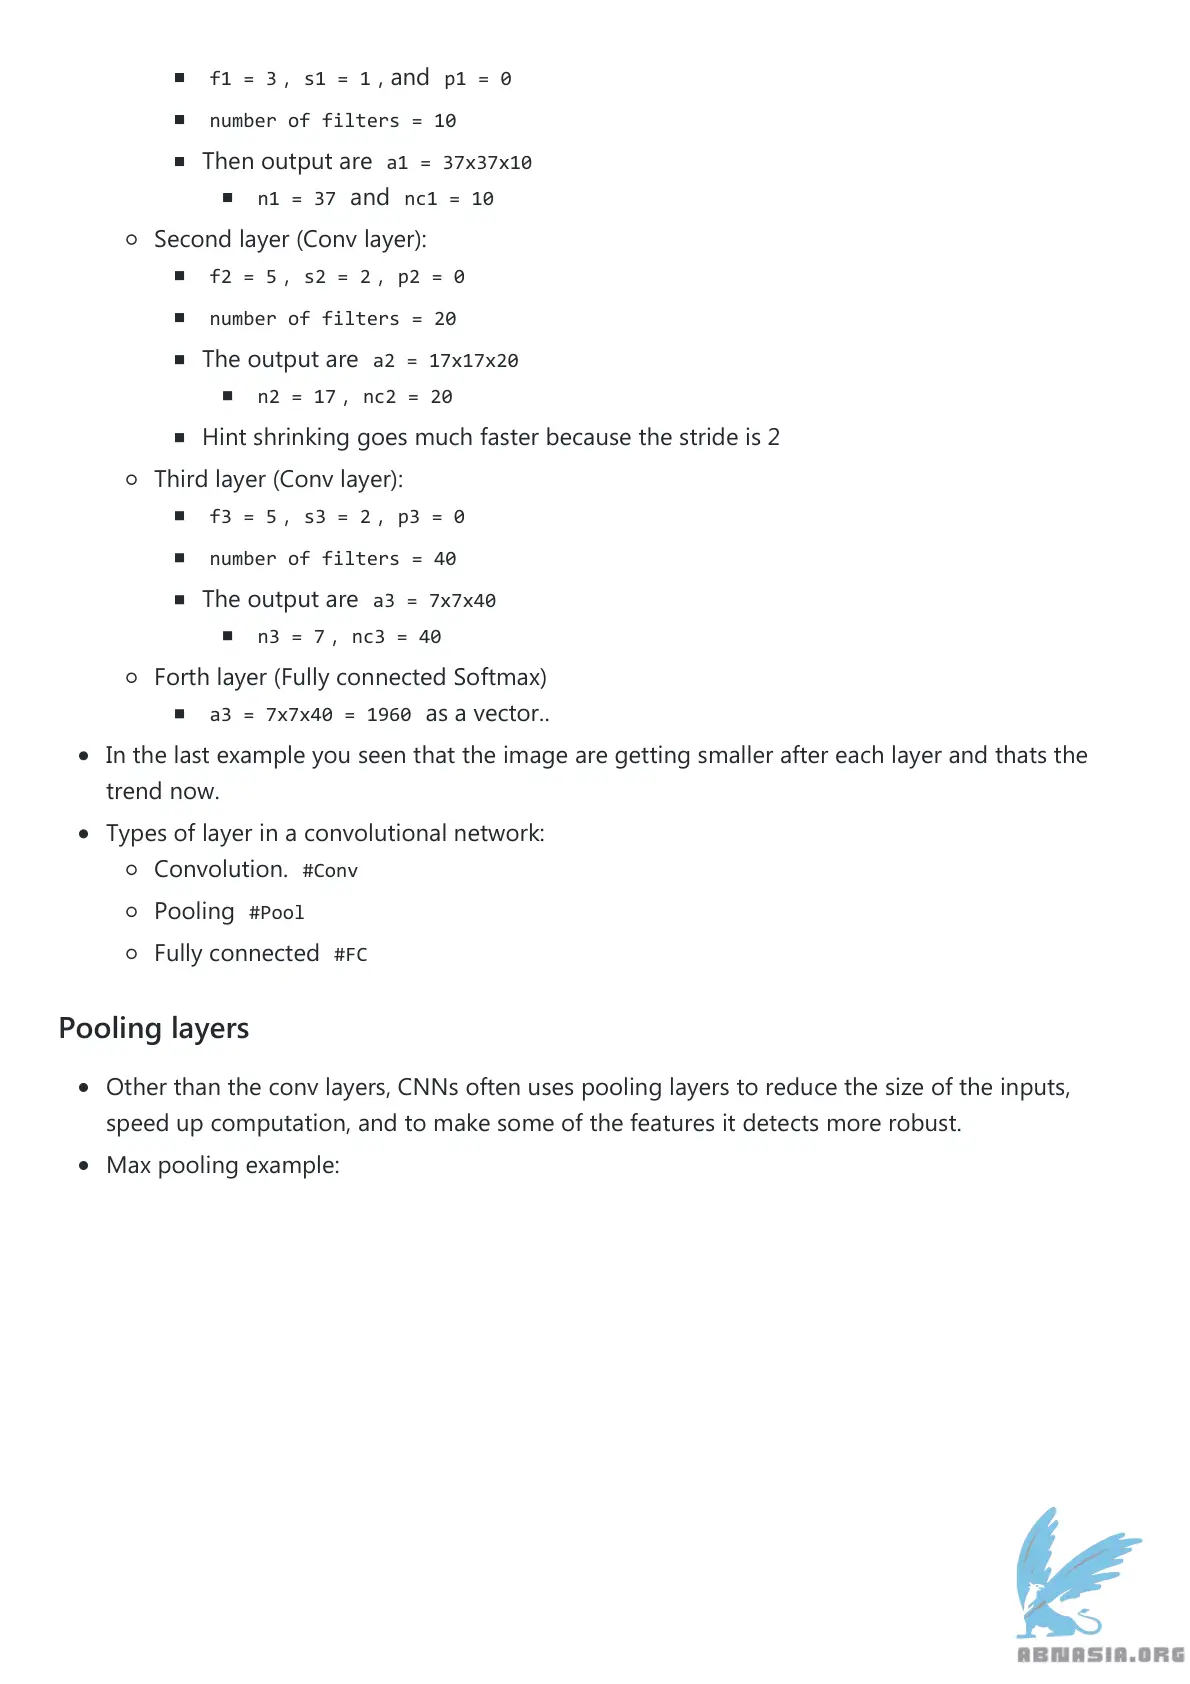 f1 = 3 , s1 = 1 , and p1 = 0
number of filters = 10
Then output are a1 = 37x37x10
n1 = 37 and nc1 = 10
Second layer (Conv layer):
f2 = 5 , s2 = 2 , p2 = 0
number of filters = 20
The output are a2 = 17x17x20
n2 = 17 , nc2 = 20
Hint shrinking goes much faster because the stride is 2
Third layer (Conv layer):
f3 = 5 , s3 = 2 , p3 = 0
number of filters = 40
The output are a3 = 7x7x40
n3 = 7 , nc3 = 40
Forth layer (Fully connected Softmax)
a3 = 7x7x40 = 1960 as a vector..
In the last example you seen that the image are getting smaller after each layer and thats the
trend now.
Types of layer in a convolutional network:
Convolution. #Conv
Pooling #Pool
Fully connected #FC
Pooling layers
Other than the conv layers, CNNs often uses pooling layers to reduce the size of the inputs,
speed up computation, and to make some of the features it detects more robust.
Max pooling example:
ABNASIA.ORG